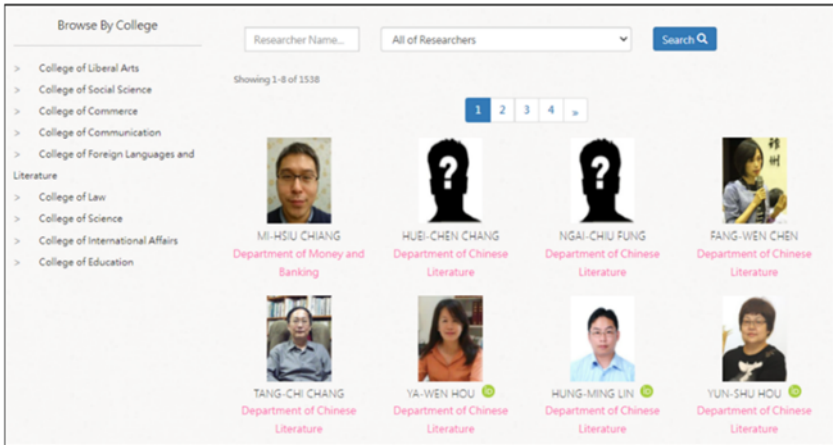 Browse By College
> College of Liberal Arts
> College of Social Science
> College of Commerce
> College of Communication
> College of Foreign Languages and
Literature
> College of Law
> College of Science
> College of International Affairs
> College of Education
Researcher Name...
All of Researchers
Search
Showing 1-8 of 1538
1 2 3 4 »
MI-HSIU CHIANG
Department of Money and
Banking
HUEI-CHEN CHANG
Department of Chinese
Literature
NGAI-CHIU FUNG
Department of Chinese
Literature
FANG-WEN CHEN
Department of Chinese
Literature
TANG-CHI CHANG
Department of Chinese
Literature
YA-WEN HOU iD
Department of Chinese
Literature
HUNG-MING LIN iD
Department of Chinese
Literature
YUN-SHU HOU iD
Department of Chinese
Literature